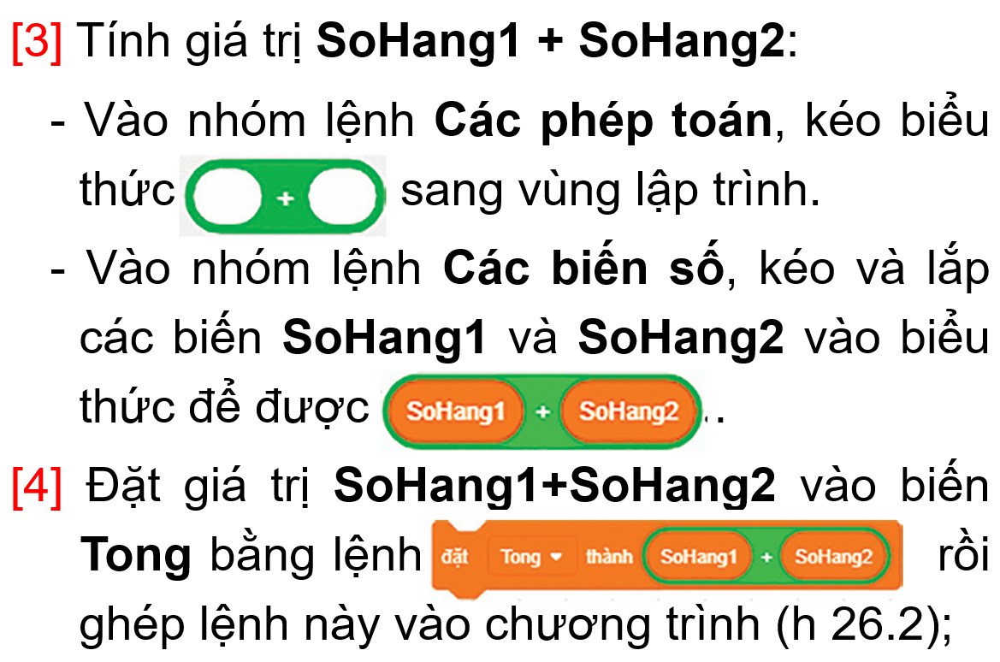 [3] Tính giá trị SoHang1 + SoHang2:
- Vào nhóm lệnh Các phép toán, kéo biểu
thức + sang vùng lập trình.
- Vào nhóm lệnh Các biến số, kéo và lắp
các biến SoHang1 và SoHang2 vào biểu
thức để được SoHang1 + SoHang2 ..
[4] Đặt giá trị SoHang1+SoHang2 vào biến
Tong bằng lệnh đặt Tong thành SoHang1 + SoHang2 rồi
ghép lệnh này vào chương trình (h 26.2);